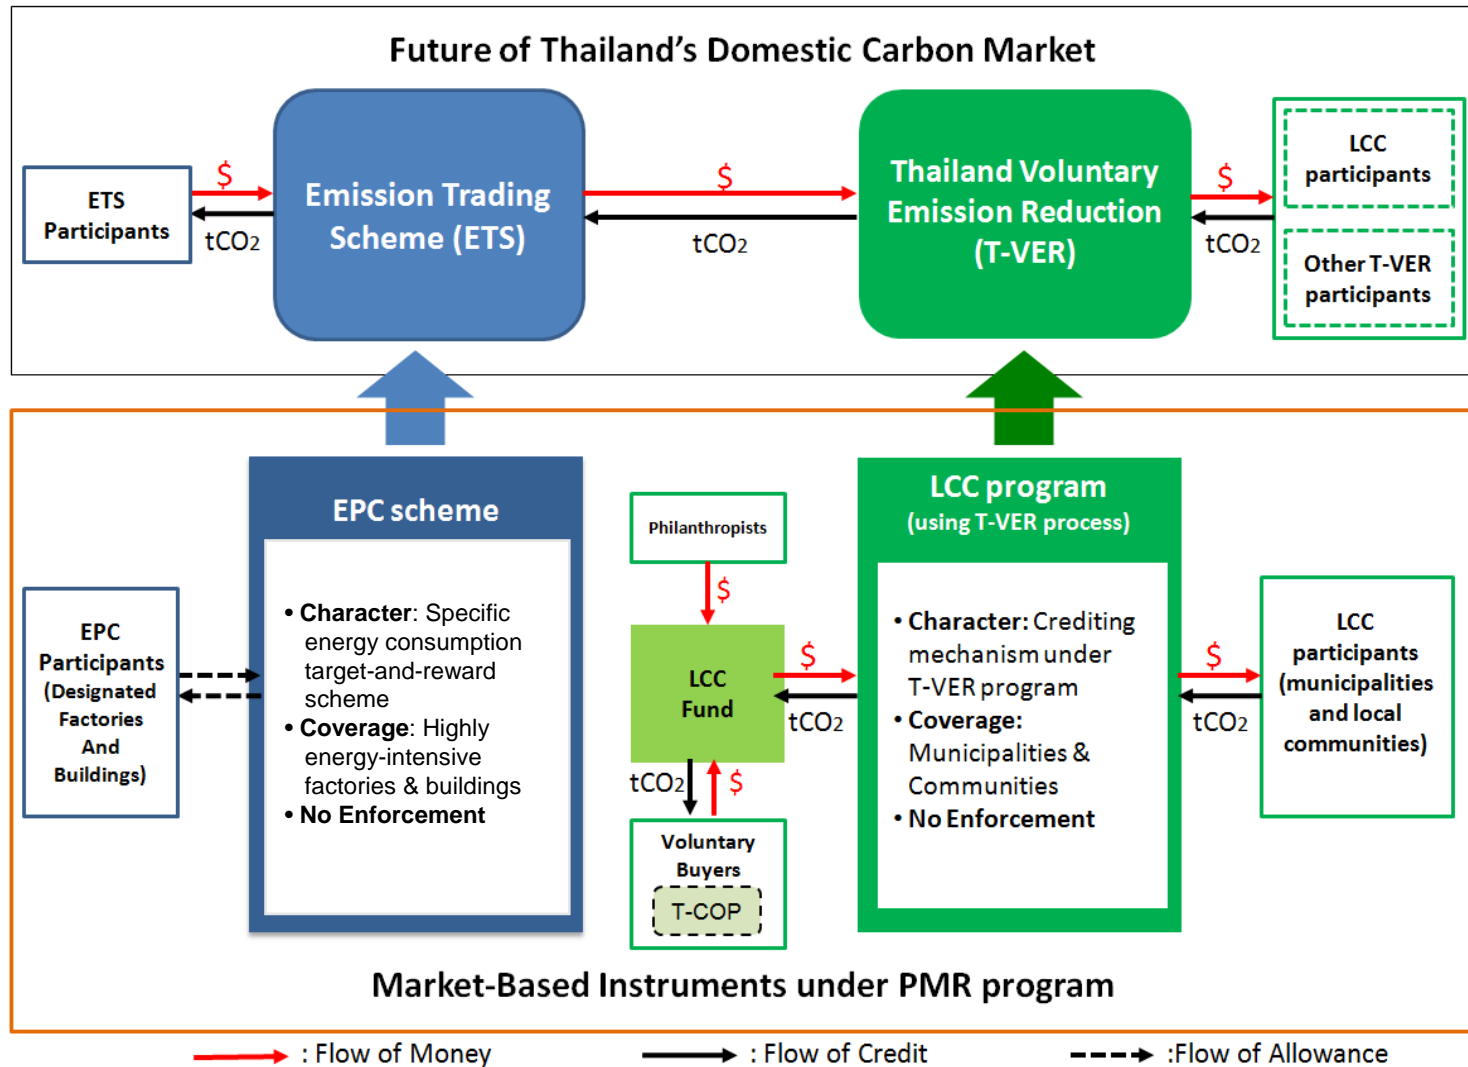 Future of Thailand's Domestic Carbon Market
ETS
Participants
$
tCO2
Emission Trading
Scheme (ETS)
$
tCO2
Thailand Voluntary
Emission Reduction
(T-VER)
$
tCO2
LCC
participants
Other T-VER
participants
EPC scheme
• Character: Specific
energy consumption
target-and-reward
scheme
• Coverage: Highly
energy-intensive
factories & buildings
• No Enforcement
EPC
Participants
(Designated
Factories
And
Buildings)
Philanthropists
$
LCC
Fund
$
tCO2
tCO2
$
Voluntary
Buyers
T-COP
LCC program
(using T-VER process)
• Character: Crediting
mechanism under
T-VER program
• Coverage:
Municipalities &
Communities
• No Enforcement
$
tCO2
LCC
participants
(municipalities
and local
communities)
Market-Based Instruments under PMR program
: Flow of Money
: Flow of Credit
:Flow of Allowance